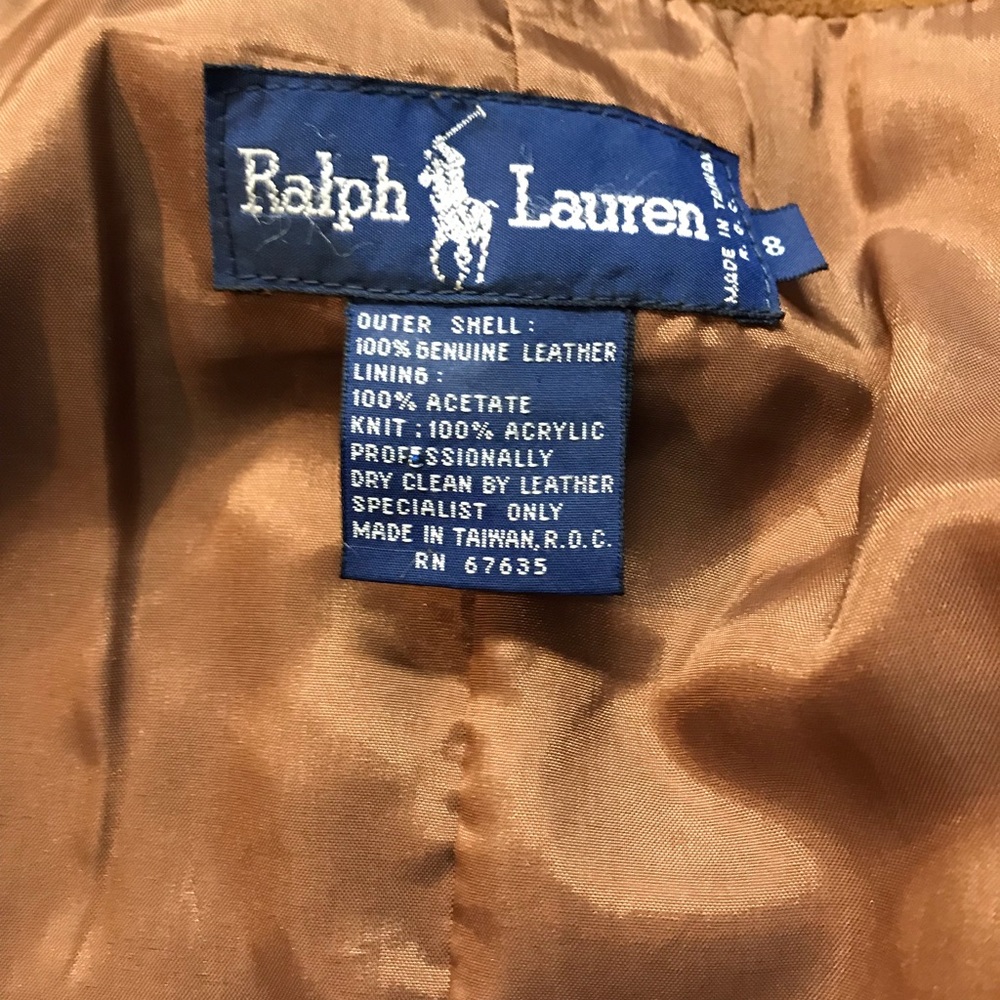 Ralph Lauren
MADE IN TAIWAN
R.O.C.
8
OUTER SHELL:
100% GENUINE LEATHER
LINING:
100% ACETATE
KNIT: 100% ACRYLIC
PROFESSIONALLY
DRY CLEAN BY LEATHER
SPECIALIST ONLY
MADE IN TAIWAN, R.O.C.
RN 67635